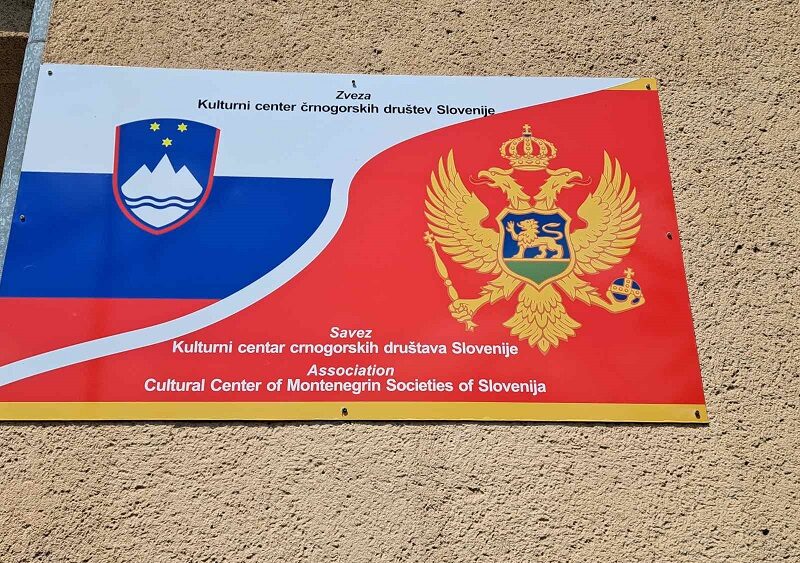 Zveza
Kulturni center črnogorskih društev Slovenije
Savez
Kulturni centar crnogorskih društava Slovenije
Association
Cultural Center of Montenegrin Societies of Slovenija